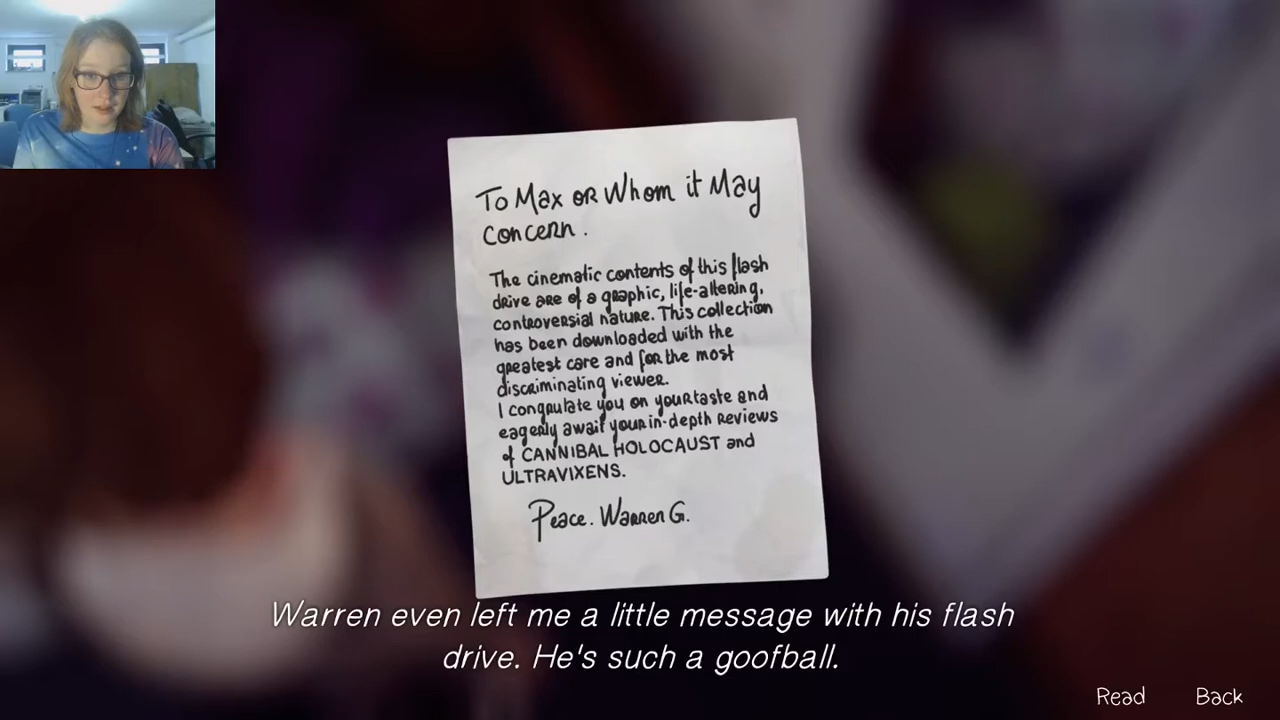 To Max or Whom it May
Concern.
The cinematic contents of this flash
drive are of a graphic, life-altering,
controversial nature. This collection
has been downloaded with the
greatest care and for the most
discriminating viewer.
I congrulate you on your taste and
eagerly await your in-depth reviews
of CANNIBAL HOLOCAUST and
ULTRAVIXENS.
Peace. Warren G.
Warren even left me a little message with his flash
drive. He's such a goofball.
Read Back